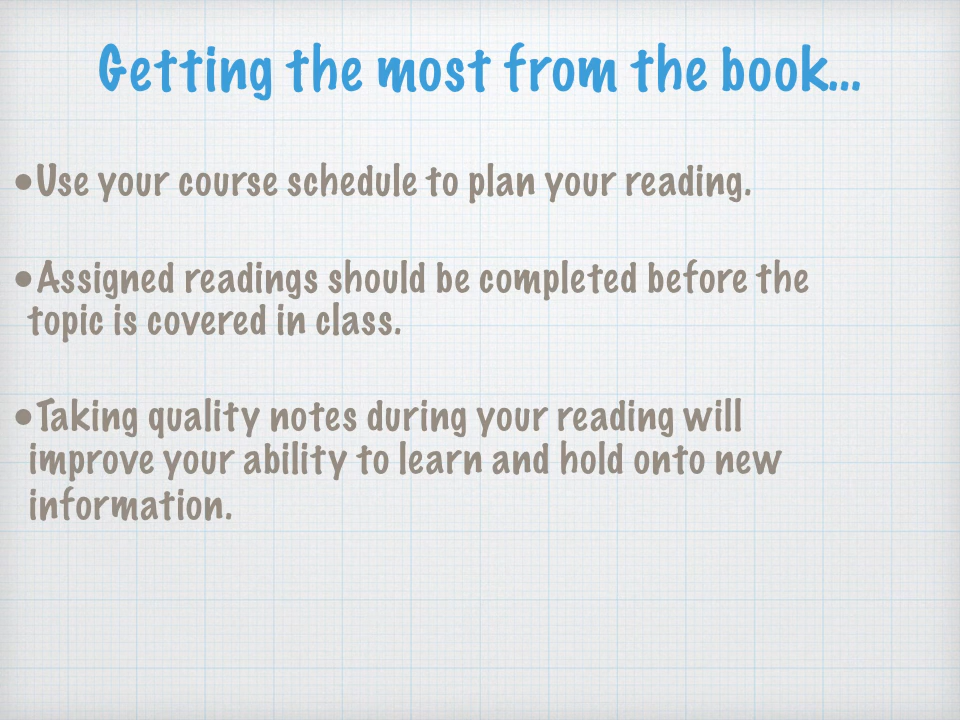 Getting the most from the book...
•Use your course schedule to plan your reading.
•Assigned readings should be completed before the
topic is covered in class.
•Taking quality notes during your reading will
improve your ability to learn and hold onto new
information.